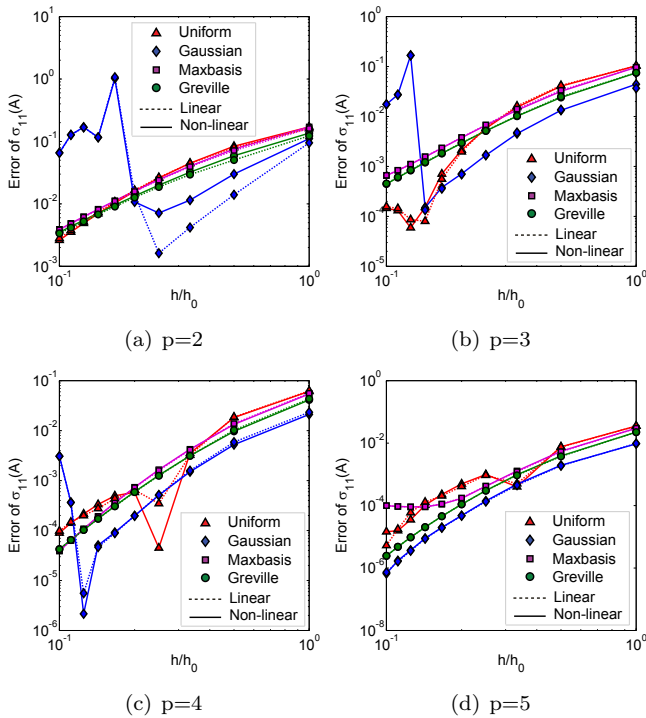 10^1
10^0
10^-1
10^-2
10^-3
Error of σ11(A)
Uniform
Gaussian
Maxbasis
Greville
Linear
Non-linear
10^-1
10^0
h/h0
(a) p=2
10^0
10^-1
10^-2
10^-3
10^-4
10^-5
Error of σ11(A)
Uniform
Gaussian
Maxbasis
Greville
Linear
Non-linear
10^-1
10^0
h/h0
(b) p=3
10^-1
10^-2
10^-3
10^-4
10^-5
10^-6
Error of σ11(A)
Uniform
Gaussian
Maxbasis
Greville
Linear
Non-linear
10^-1
10^0
h/h0
(c) p=4
10^0
10^-2
10^-4
10^-6
10^-8
Error of σ11(A)
Uniform
Gaussian
Maxbasis
Greville
Linear
Non-linear
10^-1
10^0
h/h0
(d) p=5